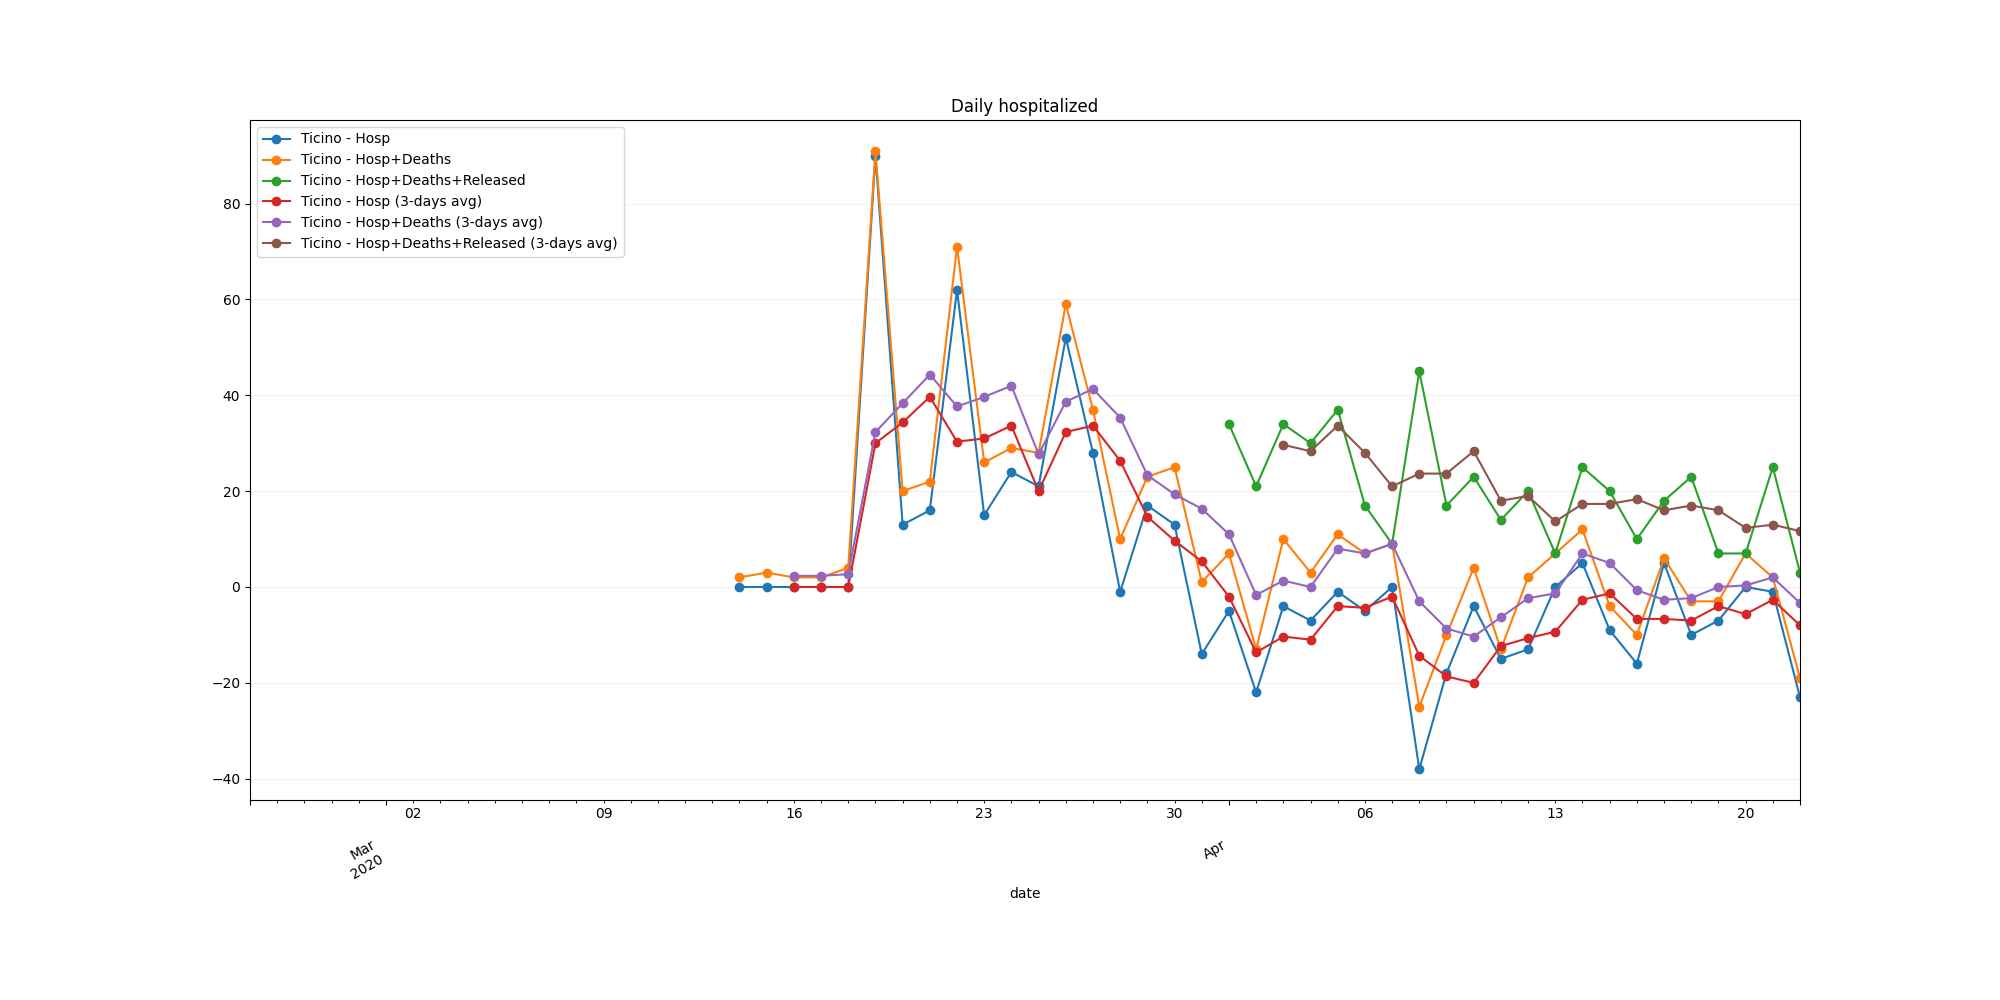 Daily hospitalized
Ticino - Hosp
Ticino - Hosp+Deaths
Ticino - Hosp+Deaths+Released
Ticino - Hosp (3-days avg)
Ticino - Hosp+Deaths (3-days avg)
Ticino - Hosp+Deaths+Released (3-days avg)
80
60
40
20
0
−20
−40
02 09 16 23 30 06 13 20
Mar Apr
2020
date